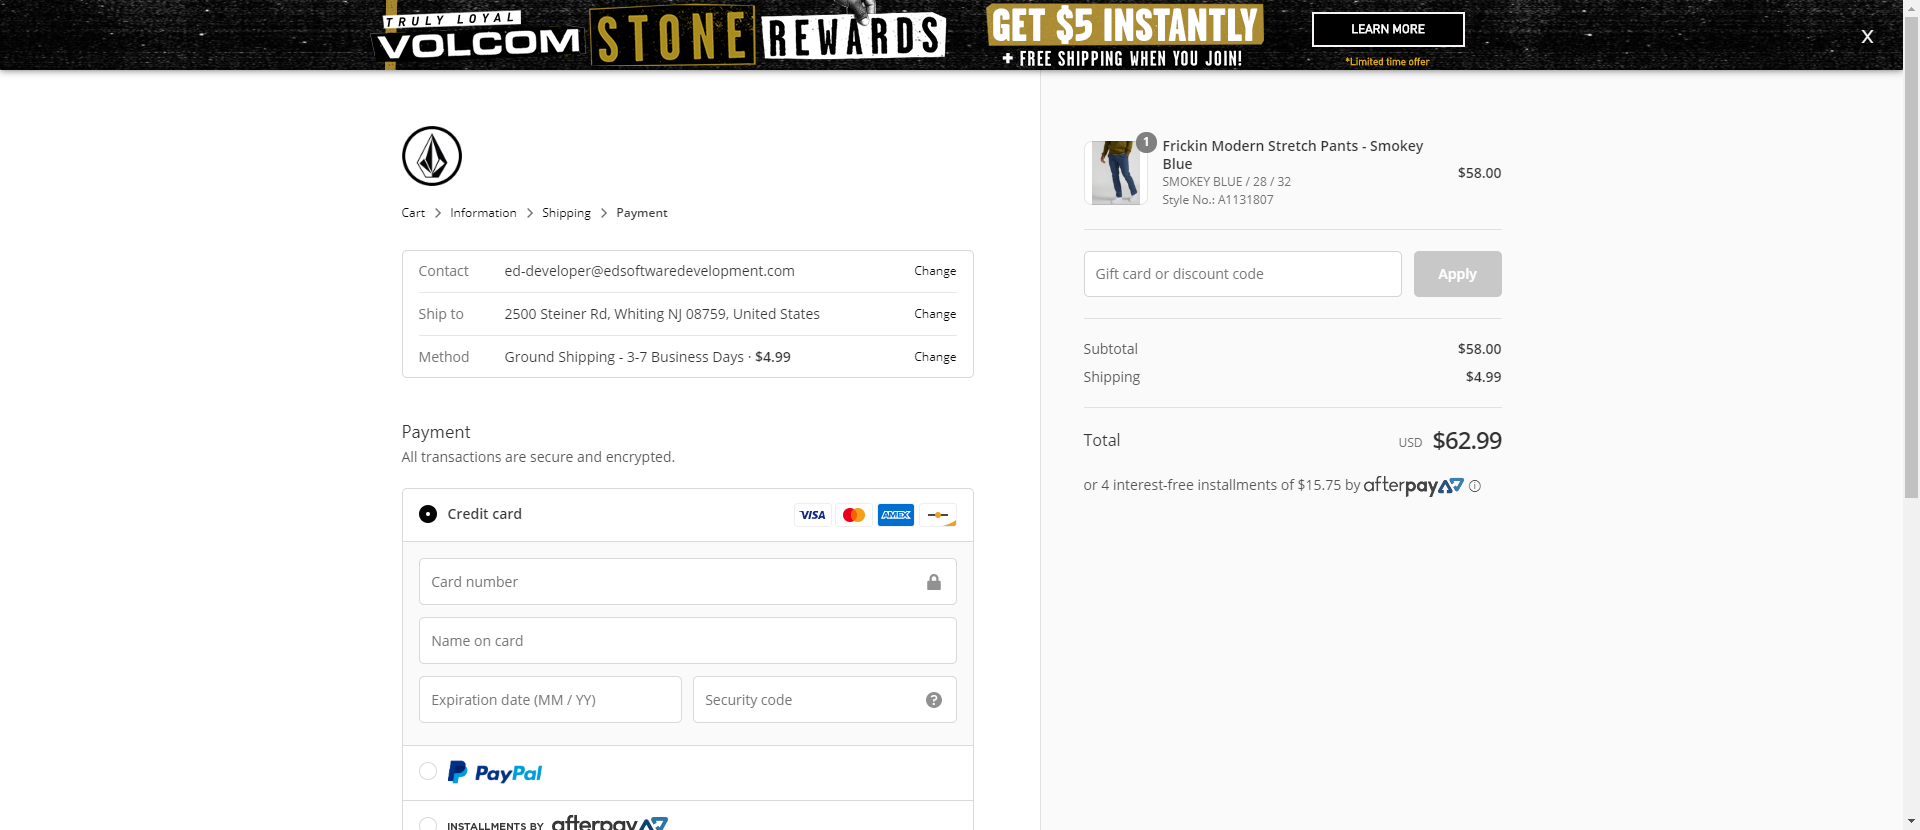 TRULY LOYAL
VOLCOM STONE REWARDS
GET $5 INSTANTLY
+ FREE SHIPPING WHEN YOU JOIN!
LEARN MORE
*Limited time offer
X
Cart > Information > Shipping > Payment
Contact ed-developer@edsoftwaredevelopment.com Change
Ship to 2500 Steiner Rd, Whiting NJ 08759, United States Change
Method Ground Shipping - 3-7 Business Days · $4.99 Change
Payment
All transactions are secure and encrypted.
Credit card VISA AMEX
Card number
Name on card
Expiration date (MM / YY) Security code ?
PayPal
INSTALLMENTS BY afterpay
1
Frickin Modern Stretch Pants - Smokey
Blue
SMOKEY BLUE / 28 / 32
Style No.: A1131807
$58.00
Gift card or discount code Apply
Subtotal $58.00
Shipping $4.99
Total USD $62.99
or 4 interest-free installments of $15.75 by afterpay